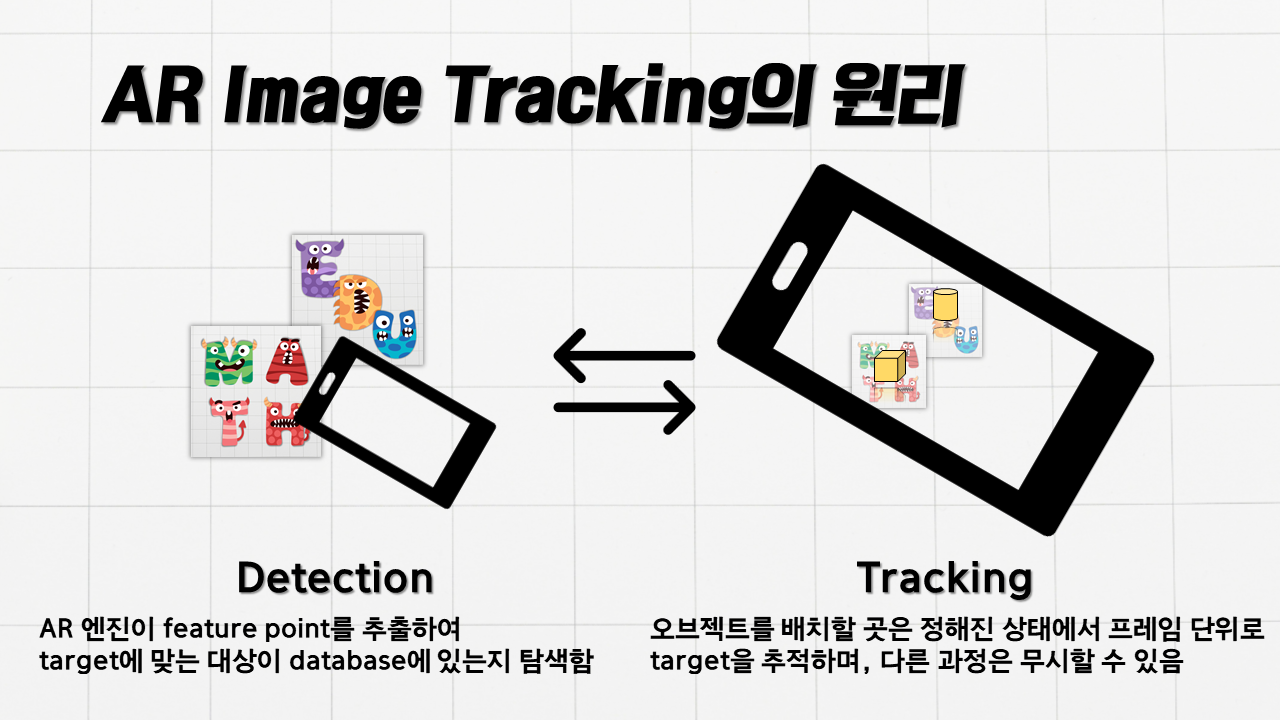 AR Image Tracking의 원리
E
D
U
M A
T H
E
D
U
M A
T H
Detection
Tracking
AR 엔진이 feature point를 추출하여
target에 맞는 대상이 database에 있는지 탐색함
오브젝트를 배치할 곳은 정해진 상태에서 프레임 단위로
target을 추적하며, 다른 과정은 무시할 수 있음